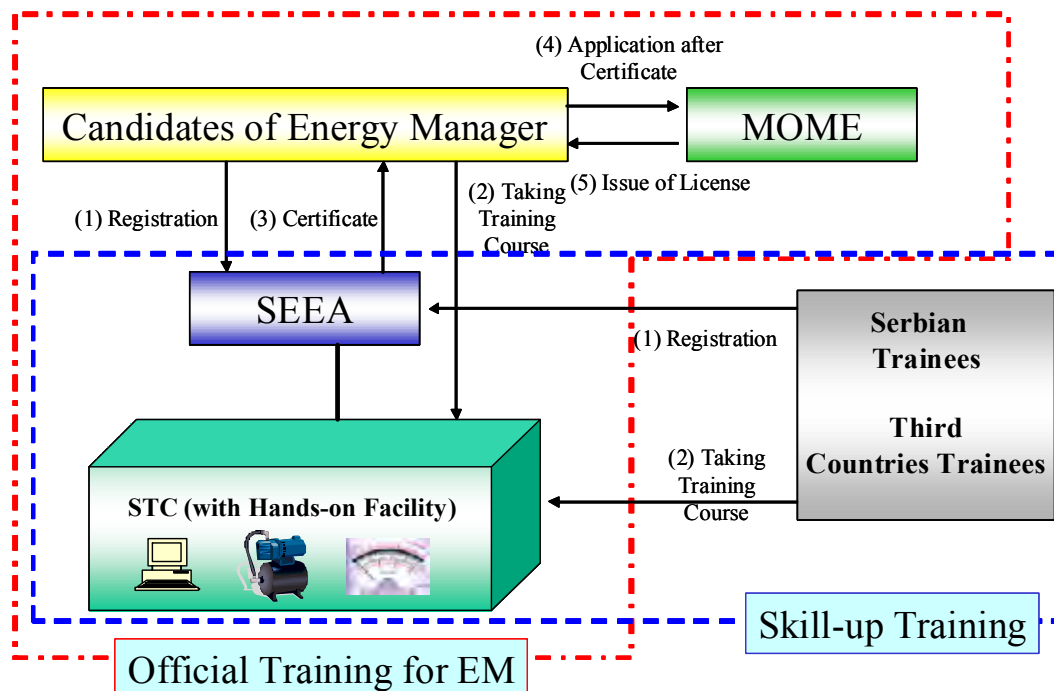 (4) Application after
Certificate
Candidates of Energy Manager
MOME
(5) Issue of License
(1) Registration
(3) Certificate
(2) Taking
Training
Course
SEEA
(1) Registration
Serbian
Trainees
Third
Countries Trainees
(2) Taking
Training
Course
STC (with Hands-on Facility)
Skill-up Training
Official Training for EM